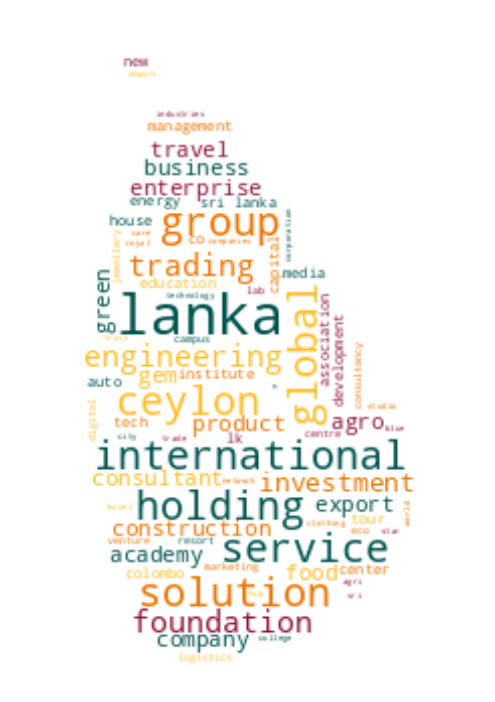 new
export
industries
management
travel
business
enterprise
energy sri lanka
house group corporation
care
royal co companies
jewellery trading capital
education media
green technology lab
lanka global association
campus development
engineering consultancy
auto gem institute
ceylon studio
digital tech product agro blue
city trade lk centre
international
consultant network investment
hotel holding export world
construction clothing tour
eco star
venture resort service
academy marketing
colombo food center
agri
solution hub sri
foundation
company college
logistics